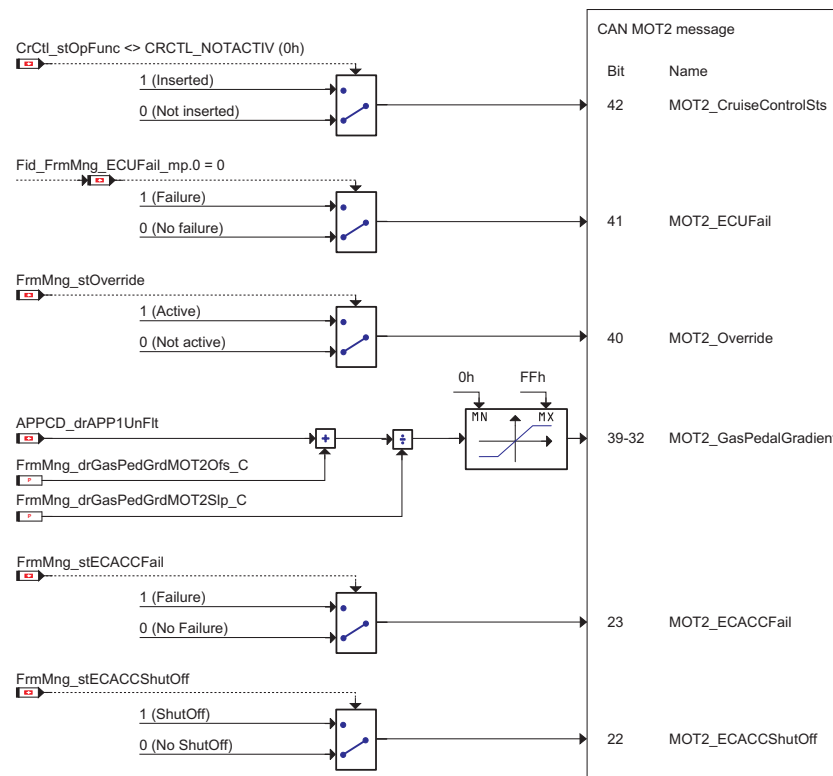 CAN MOT2 message
Bit Name
CrCtl_stOpFunc <> CRCTL_NOTACTIV (0h)
1 (Inserted)
0 (Not inserted)
42 MOT2_CruiseControlSts
Fid_FrmMng_ECUFail_mp.0 = 0
1 (Failure)
0 (No failure)
41 MOT2_ECUFail
FrmMng_stOverride
1 (Active)
0 (Not active)
40 MOT2_Override
0h FFh
MN MX
APPCD_drAPP1UnFlt
+ ÷
39-32 MOT2_GasPedalGradient
FrmMng_drGasPedGrdMOT2Ofs_C
P
FrmMng_drGasPedGrdMOT2Slp_C
P
FrmMng_stECACCFail
1 (Failure)
0 (No Failure)
23 MOT2_ECACCFail
FrmMng_stECACCShutOff
1 (ShutOff)
0 (No ShutOff)
22 MOT2_ECACCShutOff